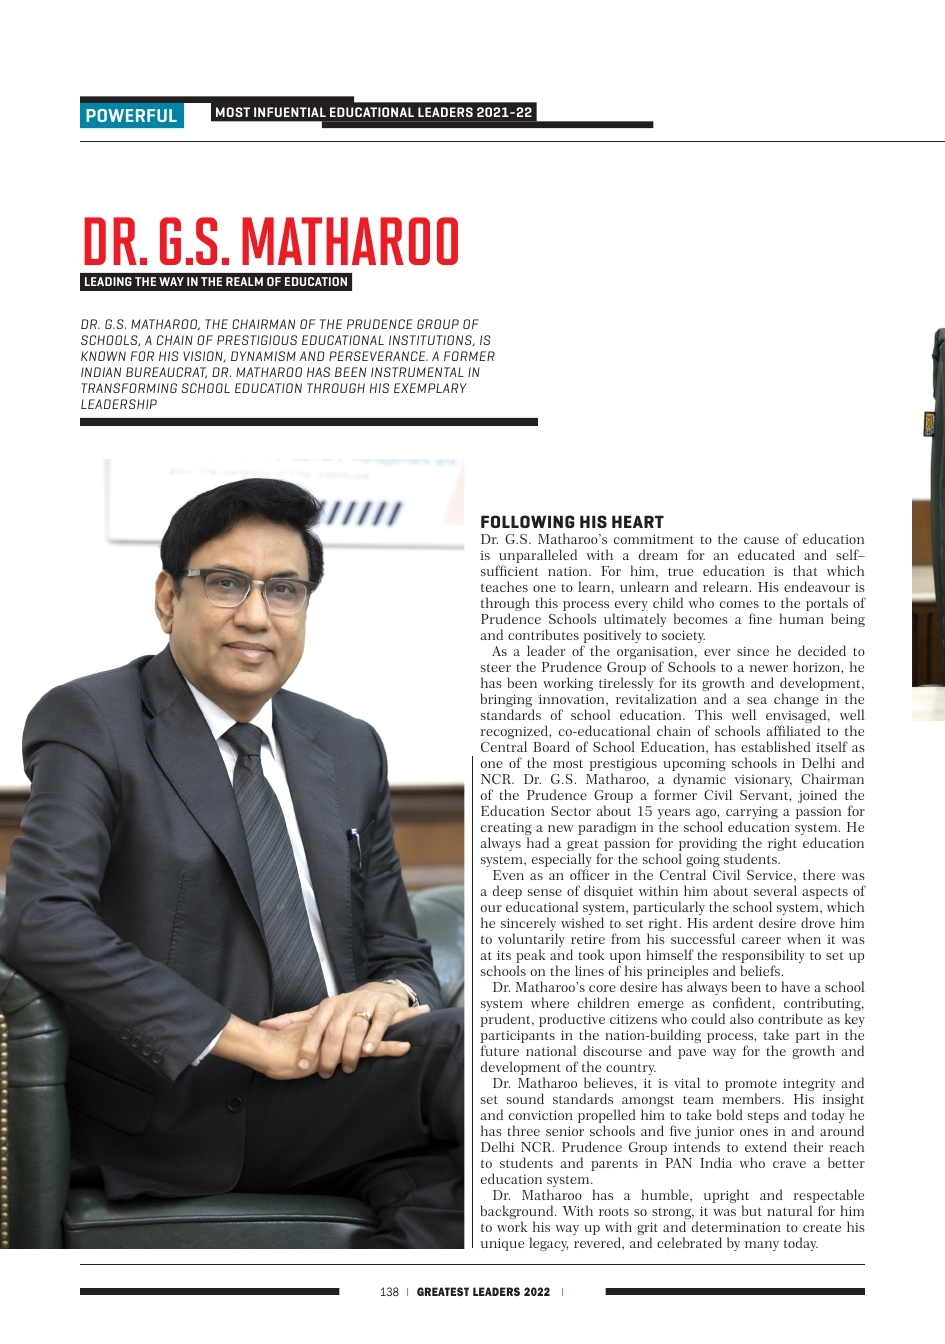 POWERFUL
MOST INFUENTIAL EDUCATIONAL LEADERS 2021-22
DR. G.S. MATHAROO
LEADING THE WAY IN THE REALM OF EDUCATION
DR. G.S. MATHAROO, THE CHAIRMAN OF THE PRUDENCE GROUP OF
SCHOOLS, A CHAIN OF PRESTIGIOUS EDUCATIONAL INSTITUTIONS, IS
KNOWN FOR HIS VISION, DYNAMISM AND PERSEVERANCE. A FORMER
INDIAN BUREAUCRAT, DR. MATHAROO HAS BEEN INSTRUMENTAL IN
TRANSFORMING SCHOOL EDUCATION THROUGH HIS EXEMPLARY
LEADERSHIP
FOLLOWING HIS HEART
Dr. G.S. Matharoo's commitment to the cause of education
is unparalleled with a dream for an educated and self–
sufficient nation. For him, true education is that which
teaches one to learn, unlearn and relearn. His endeavour is
through this process every child who comes to the portals of
Prudence Schools ultimately becomes a fine human being
and contributes positively to society.
As a leader of the organisation, ever since he decided to
steer the Prudence Group of Schools to a newer horizon, he
has been working tirelessly for its growth and development,
bringing innovation, revitalization and a sea change in the
standards of school education. This well envisaged, well
recognized, co-educational chain of schools affiliated to the
Central Board of School Education, has established itself as
one of the most prestigious upcoming schools in Delhi and
NCR. Dr. G.S. Matharoo, a dynamic visionary, Chairman
of the Prudence Group a former Civil Servant, joined the
Education Sector about 15 years ago, carrying a passion for
creating a new paradigm in the school education system. He
always had a great passion for providing the right education
system, especially for the school going students.
Even as an officer in the Central Civil Service, there was
a deep sense of disquiet within him about several aspects of
our educational system, particularly the school system, which
he sincerely wished to set right. His ardent desire drove him
to voluntarily retire from his successful career when it was
at its peak and took upon himself the responsibility to set up
schools on the lines of his principles and beliefs.
Dr. Matharoo's core desire has always been to have a school
system where children emerge as confident, contributing,
prudent, productive citizens who could also contribute as key
participants in the nation-building process, take part in the
future national discourse and pave way for the growth and
development of the country.
Dr. Matharoo believes, it is vital to promote integrity and
set sound standards amongst team members. His insight
and conviction propelled him to take bold steps and today he
has three senior schools and five junior ones in and around
Delhi NCR. Prudence Group intends to extend their reach
to students and parents in PAN India who crave a better
education system.
Dr. Matharoo has a humble, upright and respectable
background. With roots so strong, it was but natural for him
to work his way up with grit and determination to create his
unique legacy, revered, and celebrated by many today.
138 | GREATEST LEADERS 2022 |